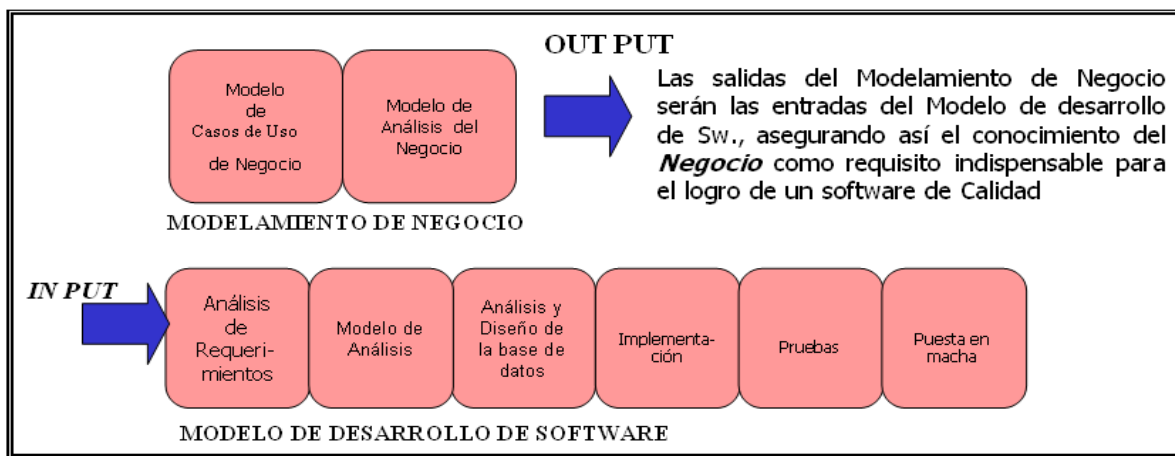 OUT PUT
Modelo
de
Casos de Uso
de Negocio
Modelo de
Análisis del
Negocio
Las salidas del Modelamiento de Negocio
serán las entradas del Modelo de desarrollo
de Sw., asegurando así el conocimiento del
Negocio como requisito indispensable para
el logro de un software de Calidad
MODELAMIENTO DE NEGOCIO
IN PUT
Análisis
de
Requeri-
mientos
Modelo de
Análisis
Análisis y
Diseño de
la base de
datos
Implementa-
ción
Pruebas
Puesta en
macha
MODELO DE DESARROLLO DE SOFTWARE